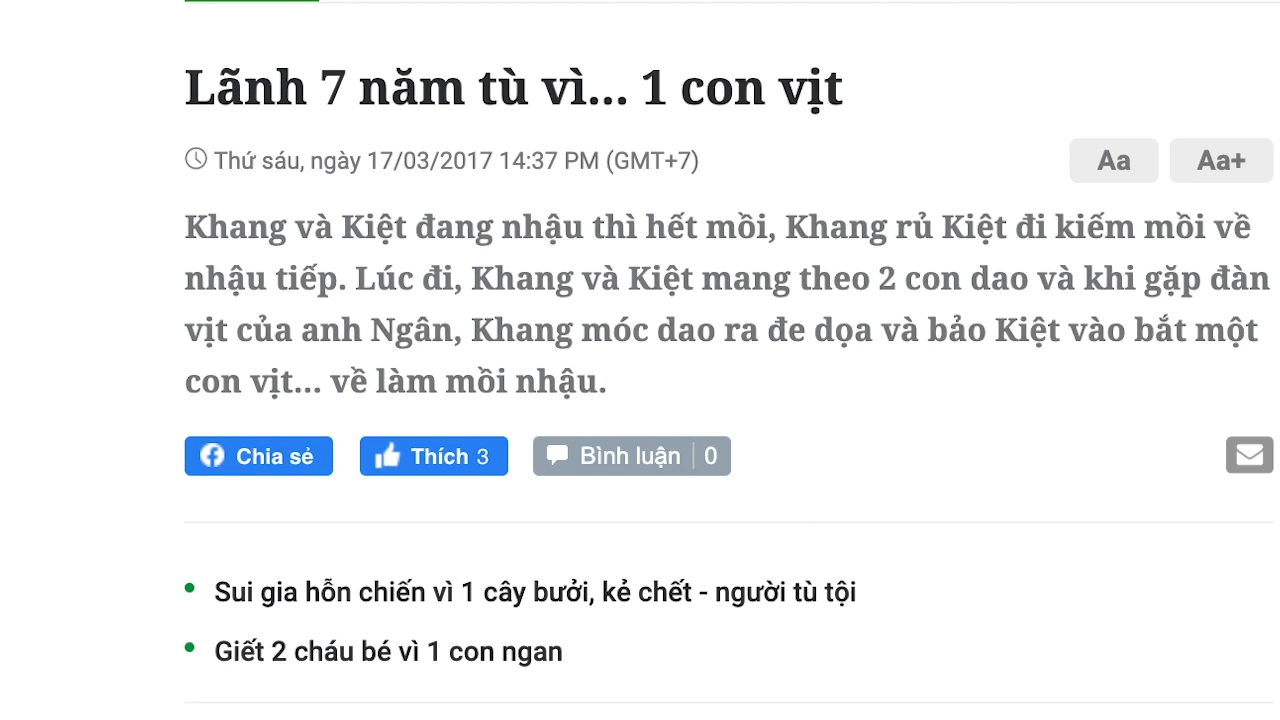 Lãnh 7 năm tù vì... 1 con vịt
Thứ sáu, ngày 17/03/2017 14:37 PM (GMT+7)
Aa
Aa+
Khang và Kiệt đang nhậu thì hết mồi, Khang rủ Kiệt đi kiếm mồi về
nhậu tiếp. Lúc đi, Khang và Kiệt mang theo 2 con dao và khi gặp đàn
vịt của anh Ngân, Khang móc dao ra đe dọa và bảo Kiệt vào bắt một
con vịt... về làm mồi nhậu.
Chia sẻ
Thích 3
Bình luận 0
Sui gia hỗn chiến vì 1 cây bưởi, kẻ chết - người tù tội
Giết 2 cháu bé vì 1 con ngan